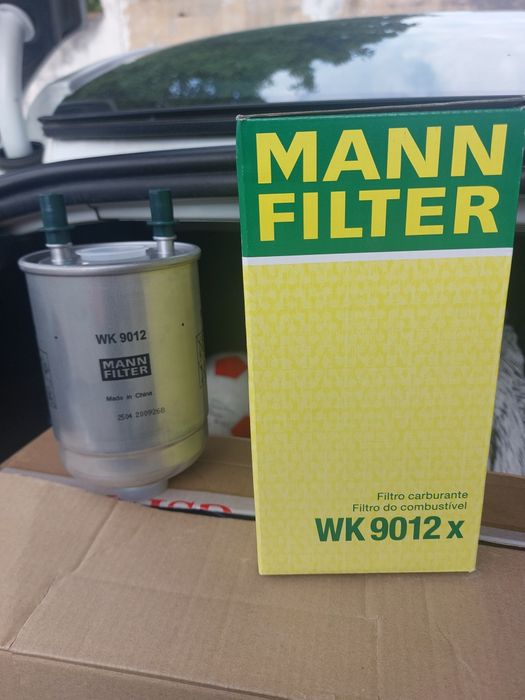 MANN
FILTER
Filtro carburante
Filtro do combustível
WK 9012 x
WK 9012
MANN
FILTER
Made in China